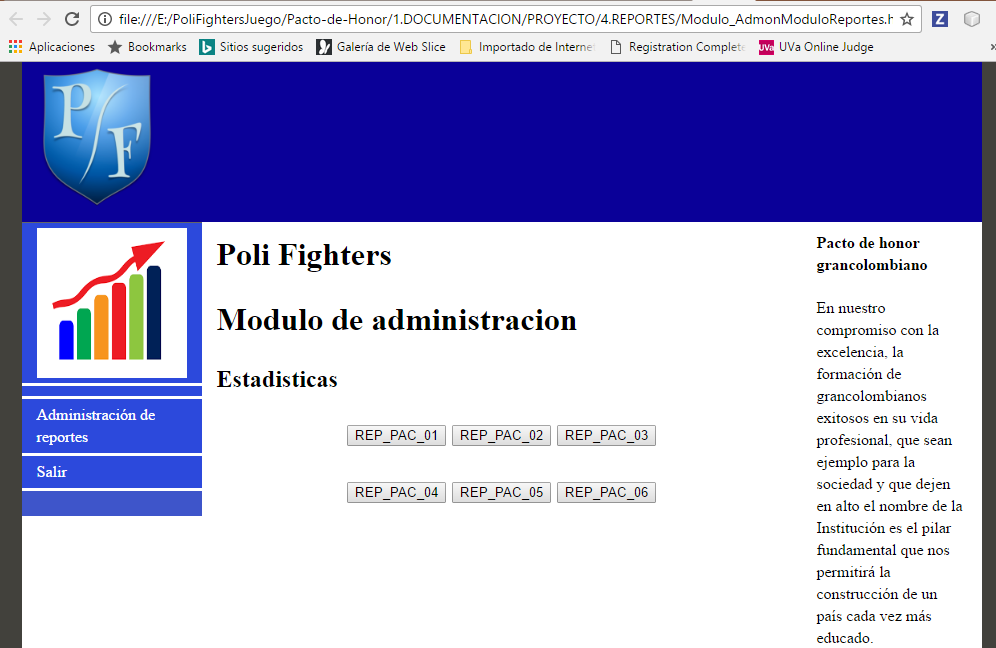 file:///E:/PoliFightersJuego/Pacto-de-Honor/1.DOCUMENTACION/PROYECTO/4.REPORTES/Modulo_AdmonModuloReportes.h
Z
Aplicaciones Bookmarks Sitios sugeridos Galería de Web Slice Importado de Internet Registration Complete UVa UVa Online Judge »
P/F
Poli Fighters
Modulo de administracion
Estadisticas
REP_PAC_01 REP_PAC_02 REP_PAC_03
REP_PAC_04 REP_PAC_05 REP_PAC_06
Administración de
reportes
Salir
Pacto de honor
grancolombiano
En nuestro
compromiso con la
excelencia, la
formación de
grancolombianos
exitosos en su vida
profesional, que sean
ejemplo para la
sociedad y que dejen
en alto el nombre de la
Institución es el pilar
fundamental que nos
permitirá la
construcción de un
país cada vez más
educado.